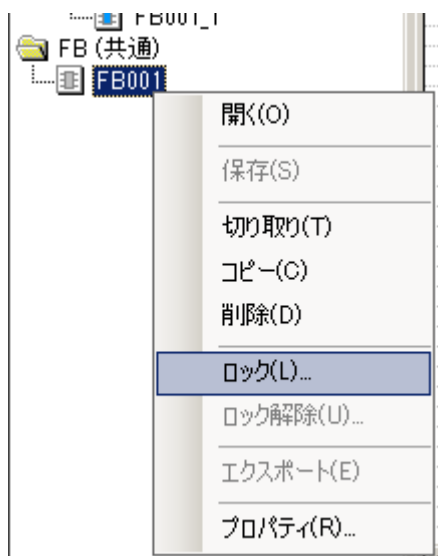 FB001_1
FB (共通)
FB001
開く(O)
保存(S)
切り取り(T)
コピー(C)
削除(D)
ロック(L)...
ロック解除(U)...
エクスポート(E)
プロパティ(R)...